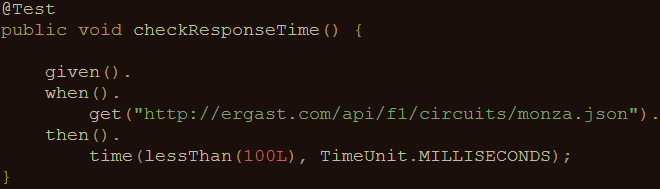 @Test
public void checkResponseTime() {
given().
when().
get("http://ergast.com/api/f1/circuits/monza.json").
then().
time(lessThan(100L), TimeUnit.MILLISECONDS);
}